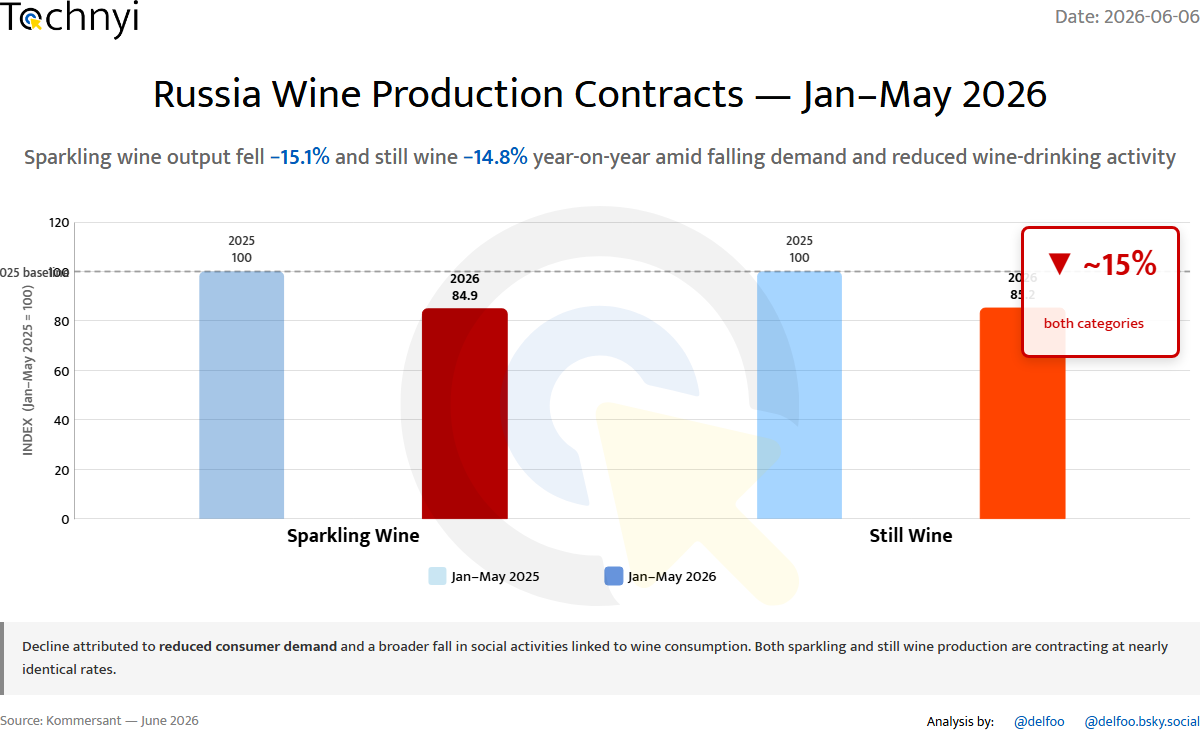 Technyi
Date: 2026-06-06
Russia Wine Production Contracts — Jan–May 2026
Sparkling wine output fell −15.1% and still wine −14.8% year-on-year amid falling demand and reduced wine-drinking activity
120
100
80
60
40
20
0
025 baseline
INDEX (Jan–May 2025 = 100)
2025
100
2026
84.9
2025
100
2026
85.2
▼ ~15%
both categories
Sparkling Wine
Still Wine
Jan–May 2025
Jan–May 2026
Decline attributed to reduced consumer demand and a broader fall in social activities linked to wine consumption. Both sparkling and still wine production are contracting at nearly
identical rates.
Source: Kommersant — June 2026
Analysis by: @delfoo @delfoo.bsky.social